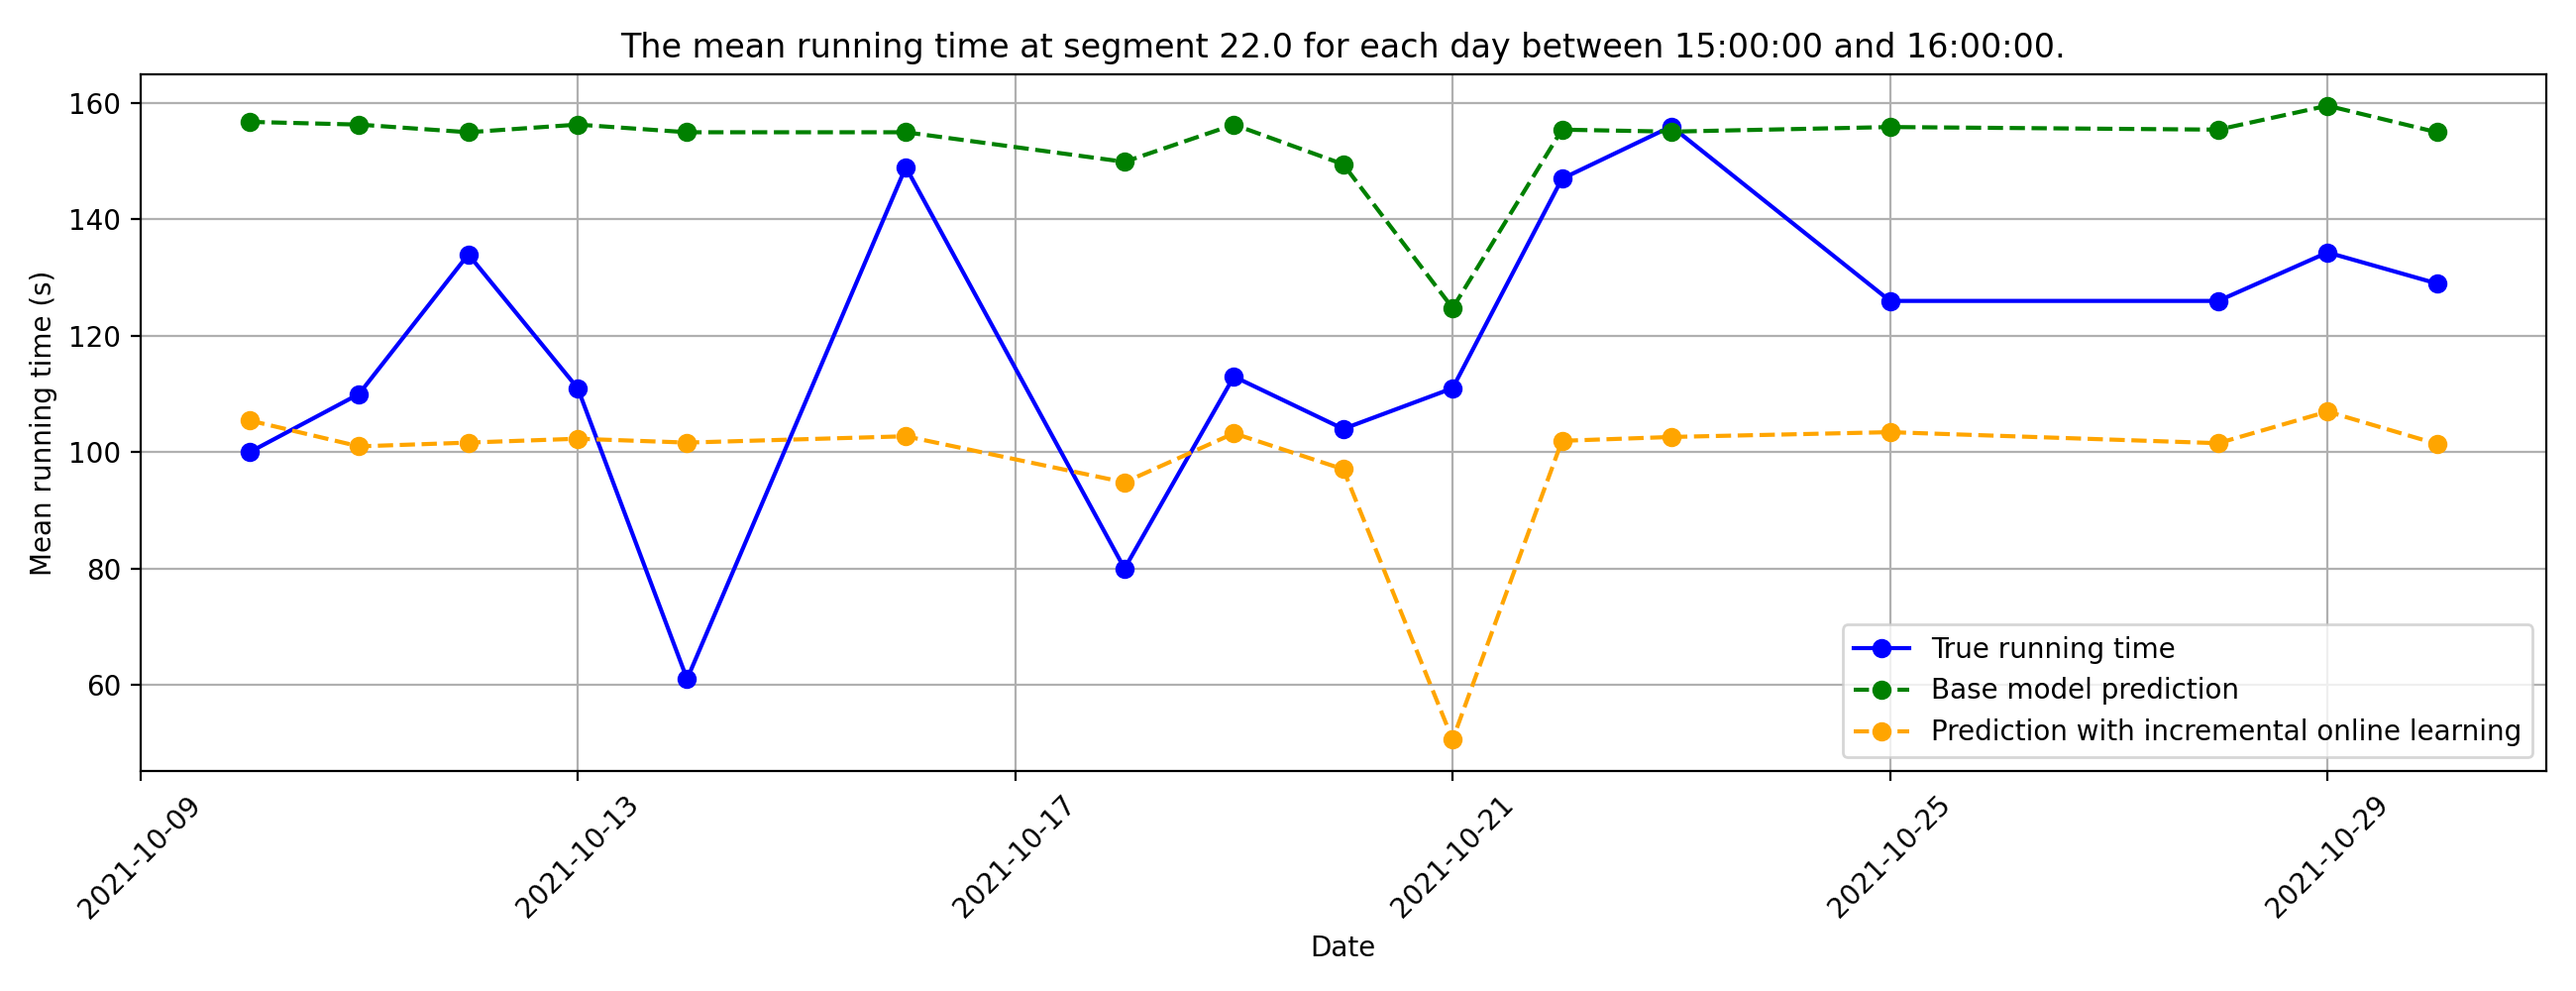 The mean running time at segment 22.0 for each day between 15:00:00 and 16:00:00.
Mean running time (s)
160
140
120
100
80
60
True running time
Base model prediction
Prediction with incremental online learning
2021-10-09
2021-10-13
2021-10-17
2021-10-21
2021-10-25
2021-10-29
Date